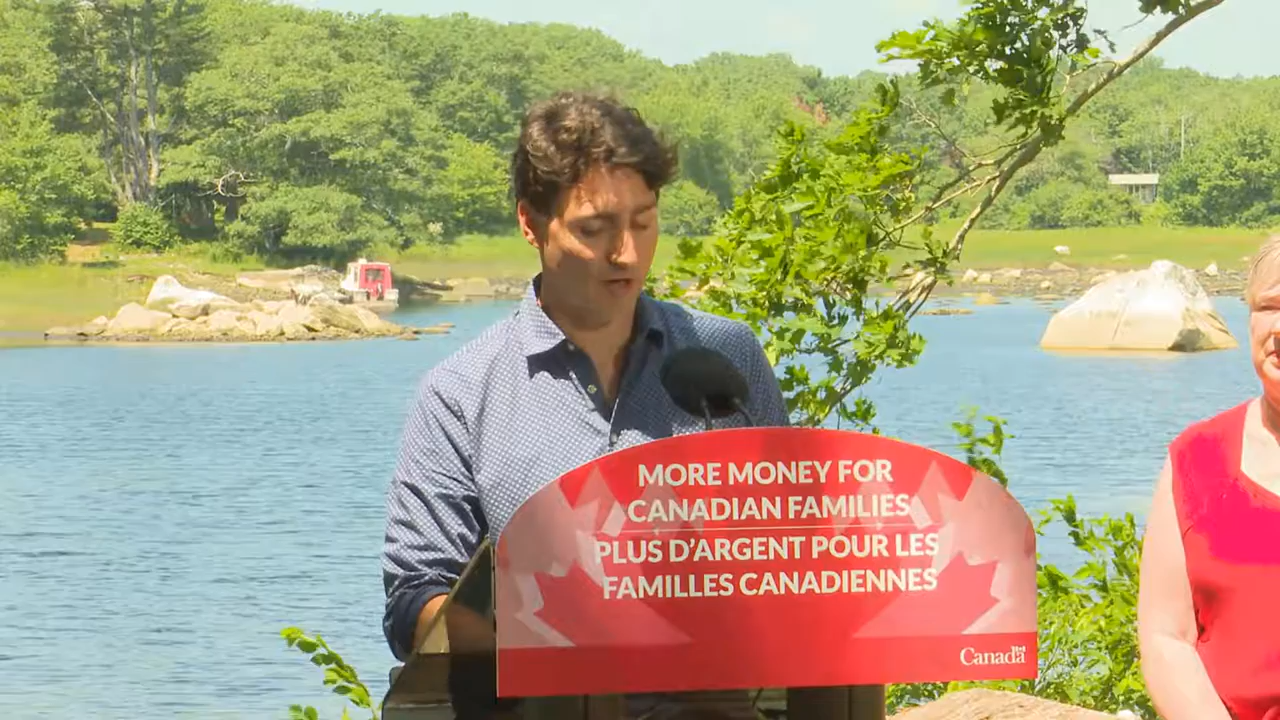 MORE MONEY FOR
CANADIAN FAMILIES
PLUS D'ARGENT POUR LES
FAMILLES CANADIENNES
Canada